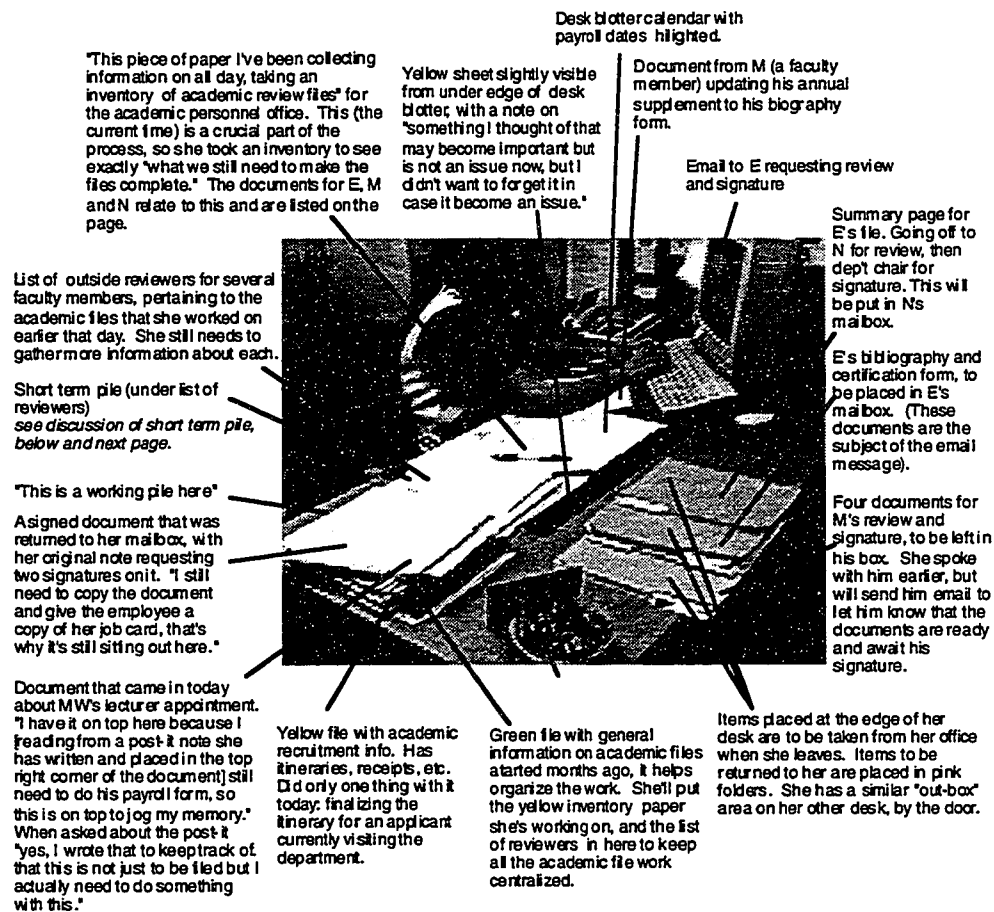 Desk blotter calendar with
payroll dates hilighted.
"This piece of paper I've been collecting
information on all day, taking an
inventory of academic review files" for
the academic personnel office. This (the
current time) is a crucial part of the
process, so she took an inventory to see
exactly "what we still need to make the
files complete." The documents for E, M
and N relate to this and are listed on the
page.
Yellow sheet slightly visible
from under edge of desk
blotter, with a note on
"something I thought of that
may become important but
is not an issue now, but I
didn't want to forget it in
case it become an issue."
Document from M (a faculty
member) updating his annual
supplement to his biography
form.
Email to E requesting review
and signature
Summary page for
E's file. Going off to
N for review, then
dep't chair for
signature. This will
be put in N's
mailbox.
E's bibliography and
certification form, to
be placed in E's
mailbox. (These
documents are the
subject of the email
message).
Four documents for
M's review and
signature, to be left in
his box. She spoke
with him earlier, but
will send him email to
let him know that the
documents are ready
and await his
signature.
List of outside reviewers for several
faculty members, pertaining to the
academic files that she worked on
earlier that day. She still needs to
gather more information about each.
Short term pile (under list of
reviewers)
see discussion of short term pile,
below and next page.
"This is a working pile here"
A signed document that was
returned to her mailbox, with
her original note requesting
two signatures on it. "I still
need to copy the document
and give the employee a
copy of her job card, that's
why it's still sitting out here."
Document that came in today
about MW's lecturer appointment.
"I have it on top here because I
[reading from a post-it note she
has written and placed in the top
right corner of the document] still
need to do his payroll form, so
this is on top to jog my memory."
When asked about the post-it
"yes, I wrote that to keep track of.
that this is not just to be filed but I
actually need to do something
with this."
Yellow file with academic
recruitment info. Has
itineraries, receipts, etc.
Did only one thing with it
today: finalizing the
itinerary for an applicant
currently visiting the
department.
Green file with general
information on academic files
atarted months ago, it helps
organize the work. She'll put
the yellow inventory paper
she's working on, and the list
of reviewers in here to keep
all the academic file work
centralized.
Items placed at the edge of her
desk are to be taken from her office
when she leaves. Items to be
returned to her are placed in pink
folders. She has a similar "out-box"
area on her other desk, by the door.